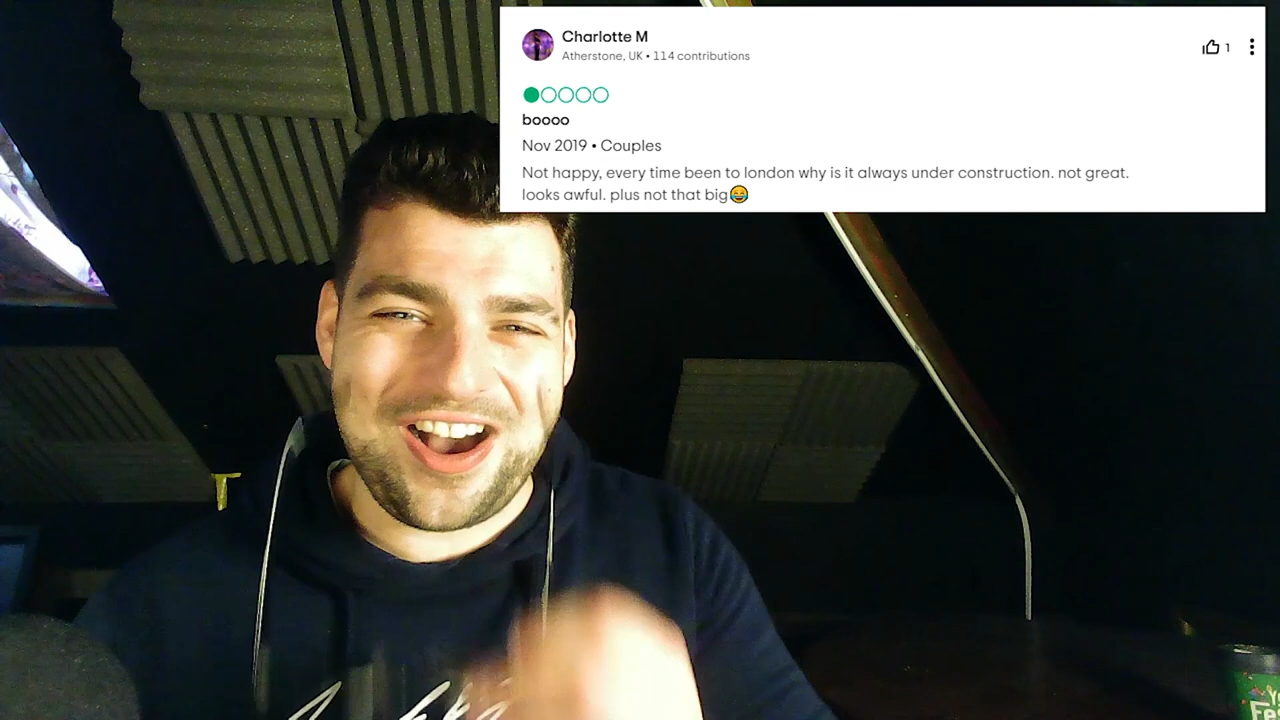 Charlotte M
Atherstone, UK • 114 contributions
1
boooo
Nov 2019 • Couples
Not happy, every time been to london why is it always under construction. not great.
looks awful. plus not that big😂